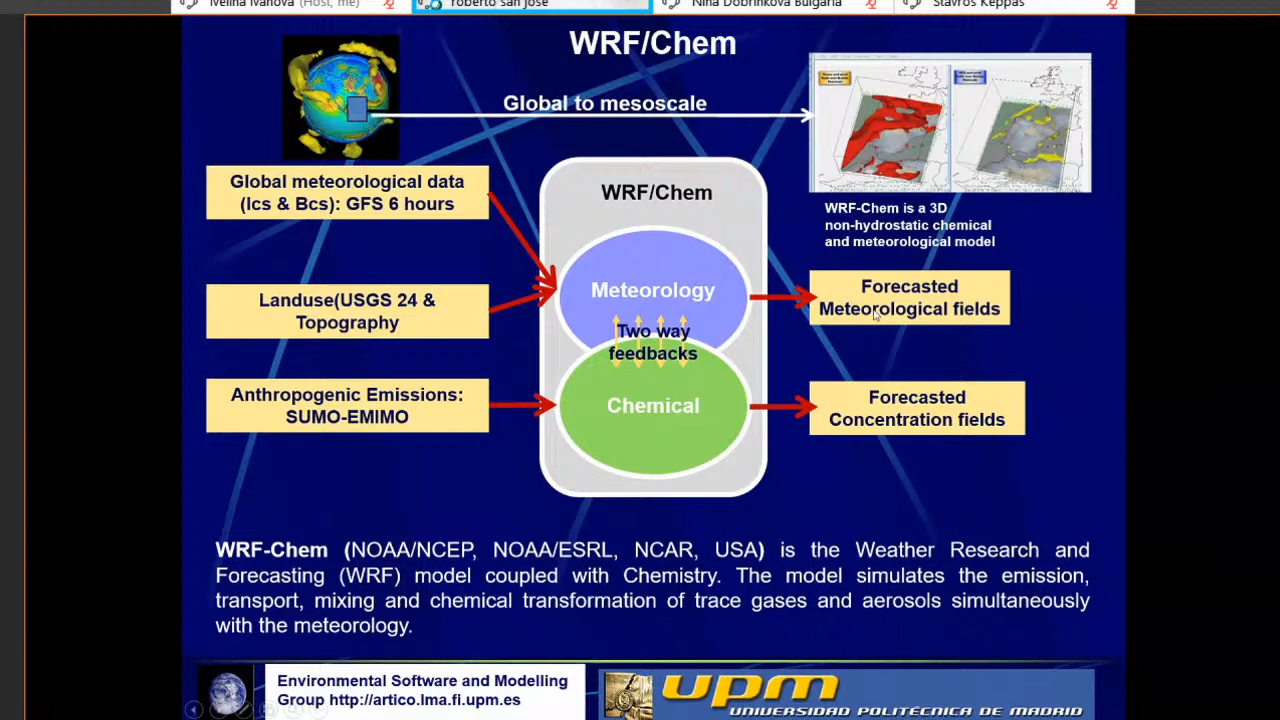 Ivelina Ivanova (Host, me)
roberto san jose
Nina Dobrinkova Bulgaria
Stavros Keppas
WRF/Chem
Global to mesoscale
Global meteorological data
(Ics & Bcs): GFS 6 hours
WRF/Chem
WRF-Chem is a 3D
non-hydrostatic chemical
and meteorological model
Landuse(USGS 24 &
Topography
Meteorology
Forecasted
Meteorological fields
Two way
feedbacks
Anthropogenic Emissions:
SUMO-EMIMO
Chemical
Forecasted
Concentration fields
WRF-Chem (NOAA/NCEP, NOAA/ESRL, NCAR, USA) is the Weather Research and
Forecasting (WRF) model coupled with Chemistry. The model simulates the emission,
transport, mixing and chemical transformation of trace gases and aerosols simultaneously
with the meteorology.
Environmental Software and Modelling
Group http://artico.lma.fi.upm.es
upm
UNIVERSIDAD POLITÉCNICA DE MADRID